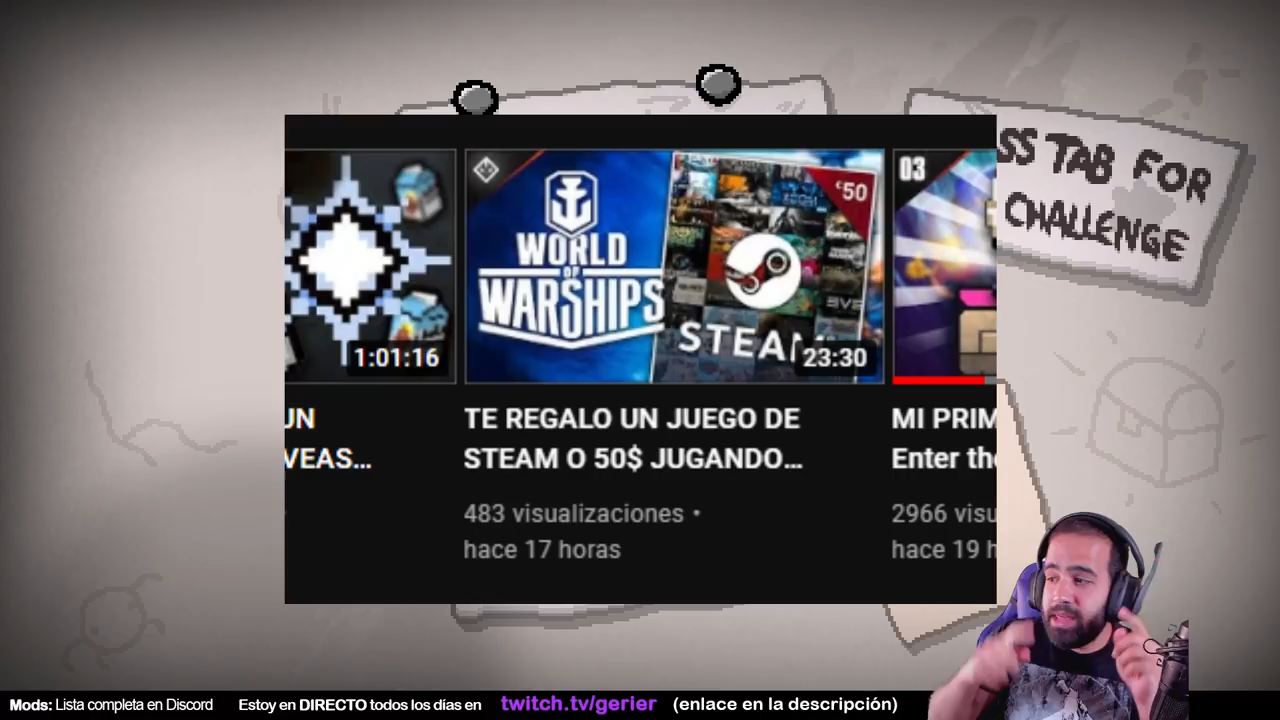 SS TAB FOR
CHALLENGE
03
€50
WORLD
OF
WARSHIPS
STEAM
1:01:16
23:30
UN
VEAS...
TE REGALO UN JUEGO DE
STEAM O 50$ JUGANDO...
483 visualizaciones •
hace 17 horas
MI PRIM
Enter the
2966 visu
hace 19 h
Mods: Lista completa en Discord
Estoy en DIRECTO todos los días en twitch.tv/gerier (enlace en la descripción)